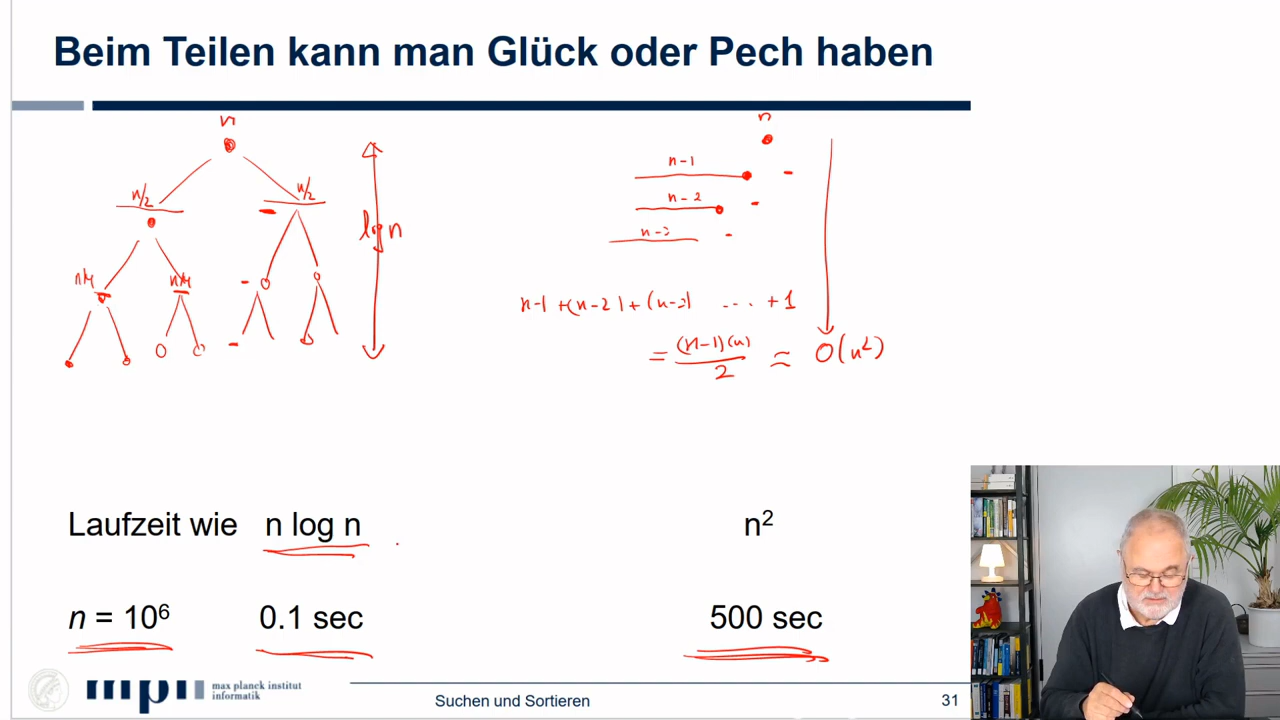 Beim Teilen kann man Glück oder Pech haben
n
n/2 n/2
n/4 n/4
log n
n
n-1
n-2
n-3
n-1 +(n-2)+(n-3) .... +1
= (n-1)(n)/2 ≈ O(n²)
Laufzeit wie n log n n²
n = 10⁶ 0.1 sec 500 sec
mpii max planck institut
informatik
Suchen und Sortieren 31